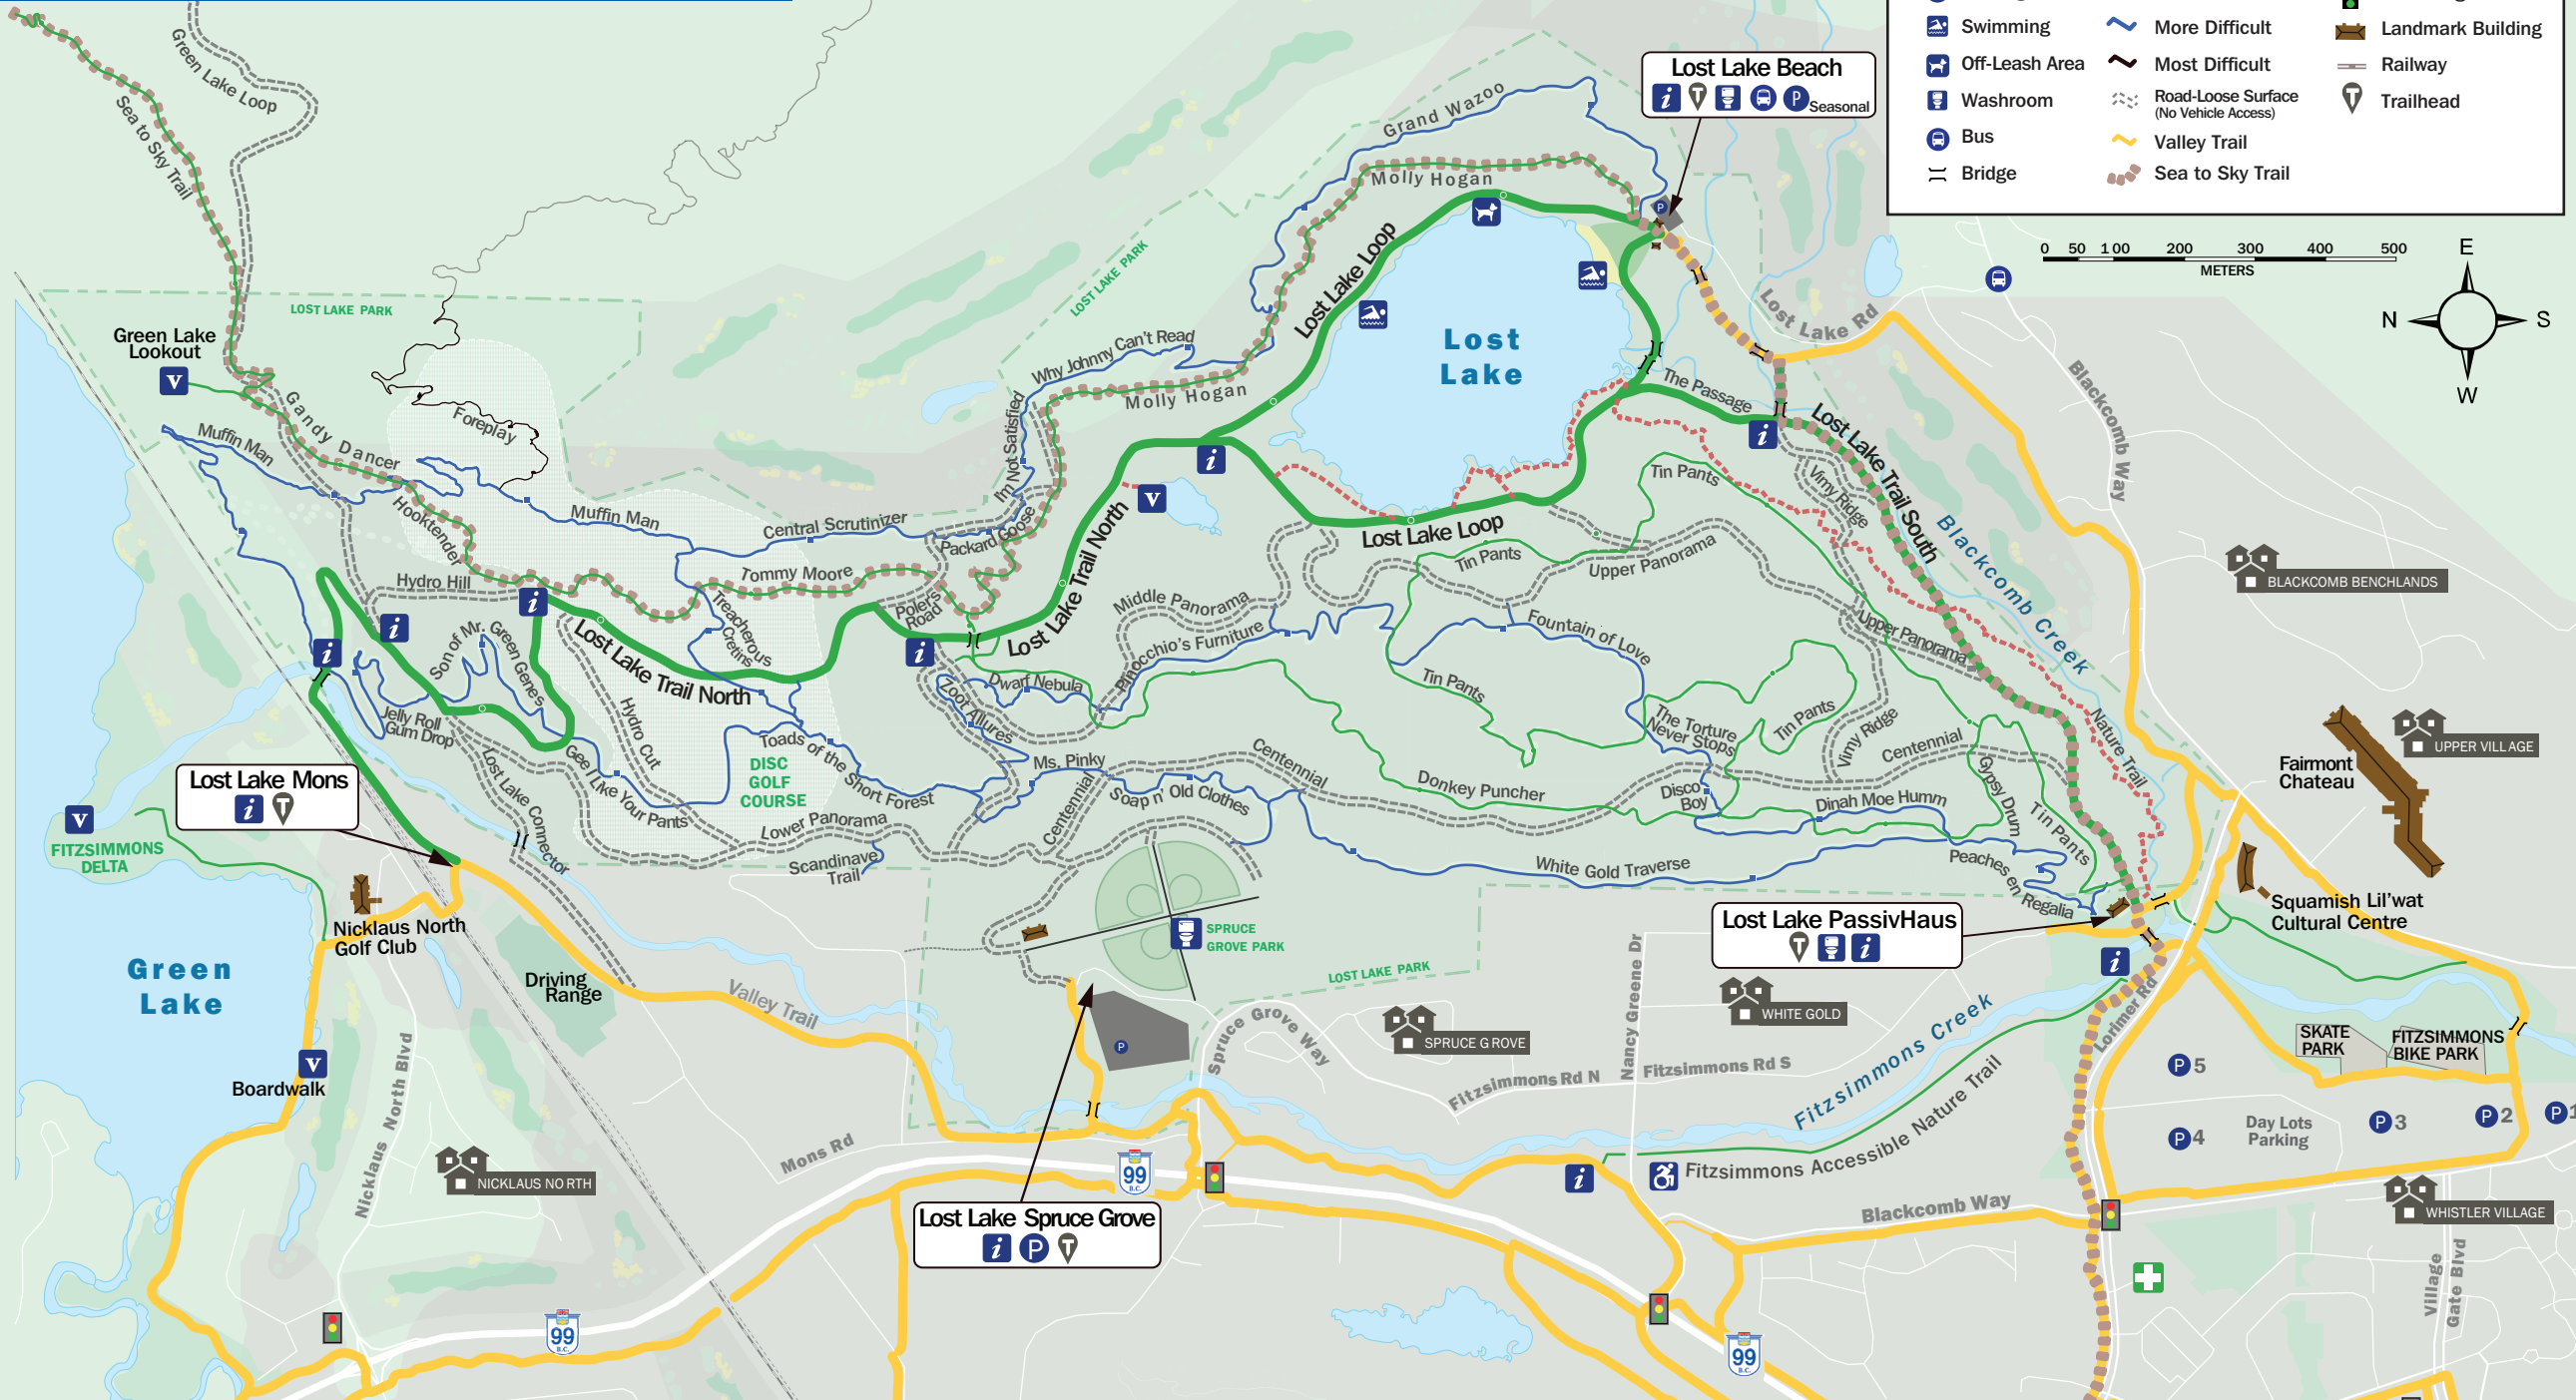 Swimming
Off-Leash Area
Washroom
Bus
Bridge
More Difficult
Most Difficult
Road-Loose Surface
(No Vehicle Access)
Valley Trail
Sea to Sky Trail
Landmark Building
Railway
Trailhead
0 50 100 200 300 400 500
METERS
E
N
S
W
Lost Lake Beach
i T P Seasonal
P
Green Lake Loop
Sea to Sky Trail
Grand Wazoo
Molly Hogan
Lost Lake Loop
LOST LAKE PARK
LOST LAKE PARK
Green Lake
Lookout
V
Gandy Dancer
Foreplay
Muffin Man
Hooktender
Muffin Man
Central Scrutinizer
Why Johnny Can't Read
Molly Hogan
I'm Not Satisfied
Packard Goose
Lost
Lake
Lost Lake Rd
Blackcomb Way
The Passage
i
Lost Lake Trail South
Blackcomb Creek
Vimy Ridge
Tin Pants
i
V
Lost Lake Trail North
Lost Lake Loop
Tin Pants
Upper Panorama
BLACKCOMB BENCHLANDS
Hydro Hill
Tommy Moore
Polers
Road
i
i
i
i
Treacherous
Cretins
Son of Mr. Green Genes
Lost Lake Trail North
Middle Panorama
Pinocchio's Furniture
Fountain of Love
Upper Panorama
Jelly Roll
Gum Drop
Hydro Cut
Dwarf Nebula
Zoot Allures
Tin Pants
The Torture
Never Stops
Tin Pants
Vimy Ridge
Centennial
Nature Trail
Fairmont
Chateau
UPPER VILLAGE
Lost Lake Mons
i T
Lost Lake Connector
Gee I Like Your Pants
Toads of the Short Forest
DISC
GOLF
COURSE
Ms. Pinky
Centennial
Centennial
Soap n' Old Clothes
Donkey Puncher
Disco
Boy
Dinah Moe Humm
Gypsy Drum
Tin Pants
V
FITZSIMMONS
DELTA
Lower Panorama
Scandinave
Trail
White Gold Traverse
Peaches en Regalia
Nicklaus North
Golf Club
Driving
Range
SPRUCE
GROVE PARK
LOST LAKE PARK
Lost Lake PassivHaus
T i
Squamish Lil'wat
Cultural Centre
Green
Lake
Valley Trail
P
Spruce Grove Way
SPRUCE GROVE
Nancy Greene Dr
WHITE GOLD
i
Lorimer Rd
Fitzsimmons Creek
SKATE
PARK
FITZSIMMONS
BIKE PARK
V
Boardwalk
Nicklaus North Blvd
Fitzsimmons Rd N
Fitzsimmons Rd S
P 5
P 4
Day Lots
Parking
P 3
P 2
P 1
Mons Rd
99
B.C.
NICKLAUS NORTH
i
Fitzsimmons Accessible Nature Trail
Blackcomb Way
WHISTLER VILLAGE
Lost Lake Spruce Grove
i P T
Village
Gate Blvd
99
B.C.
99
B.C.